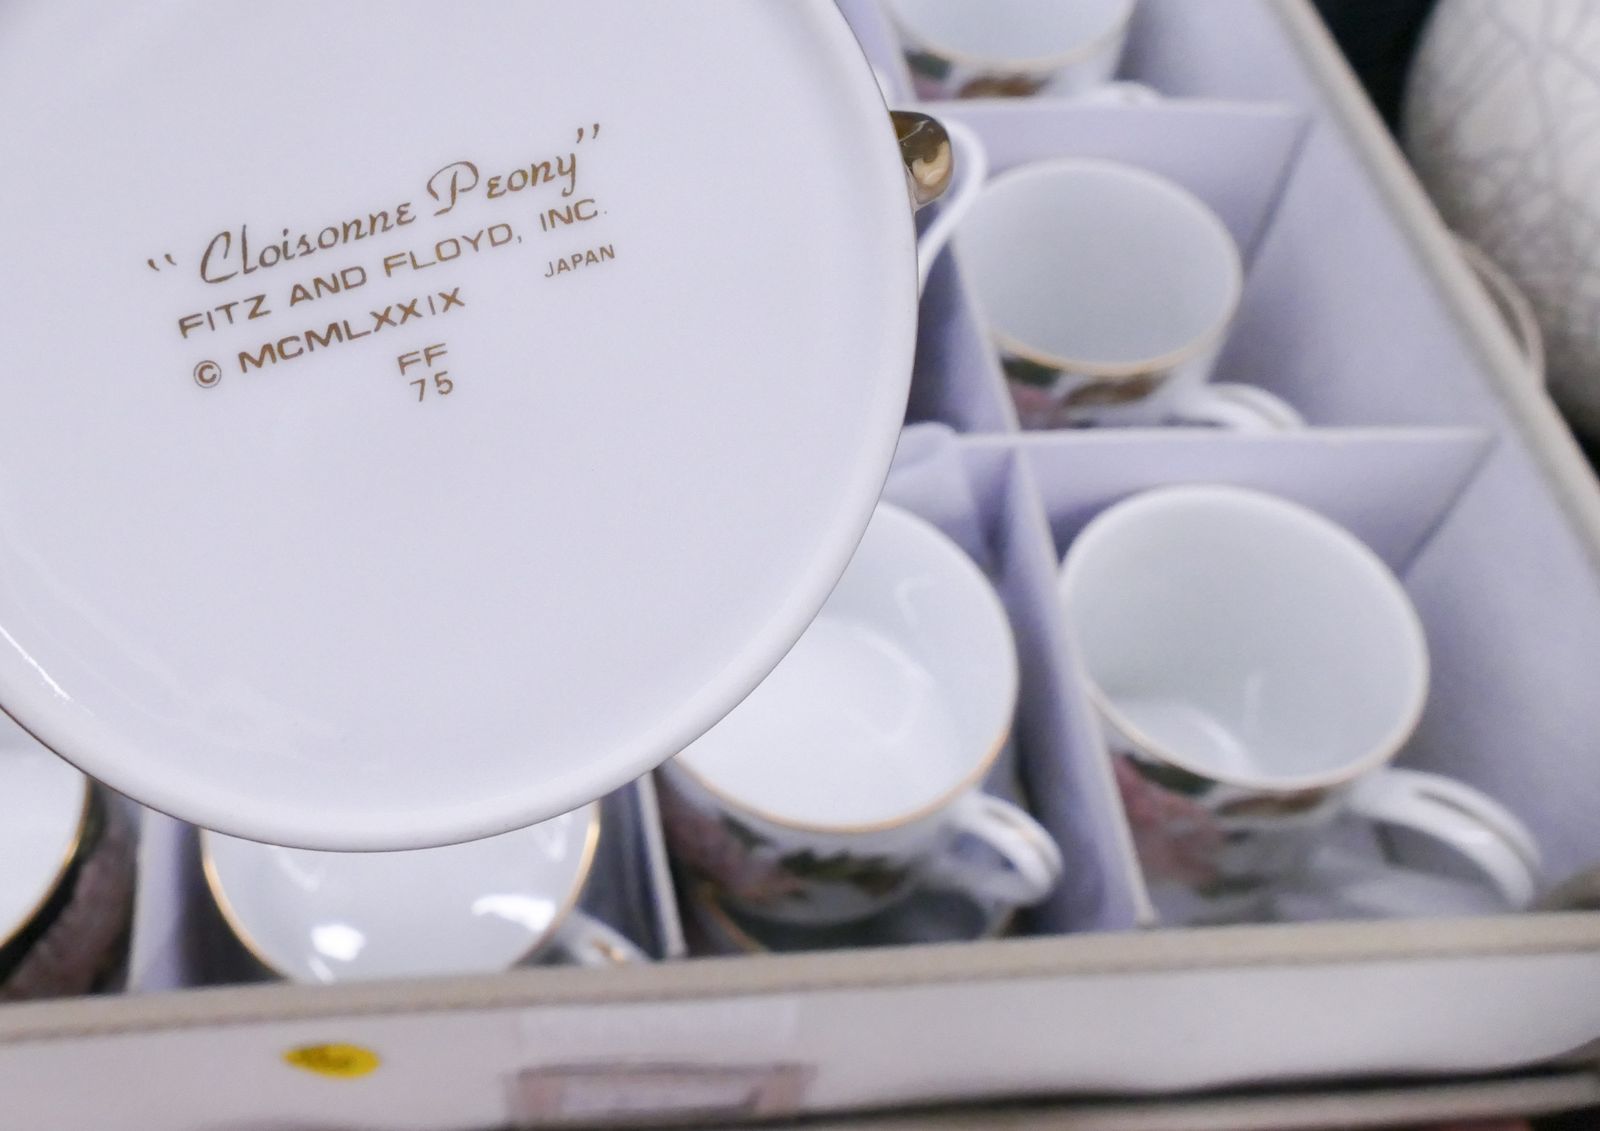 "Cloisonne Peony"
FITZ AND FLOYD, INC.
© MCMLXXIX JAPAN
FF
75